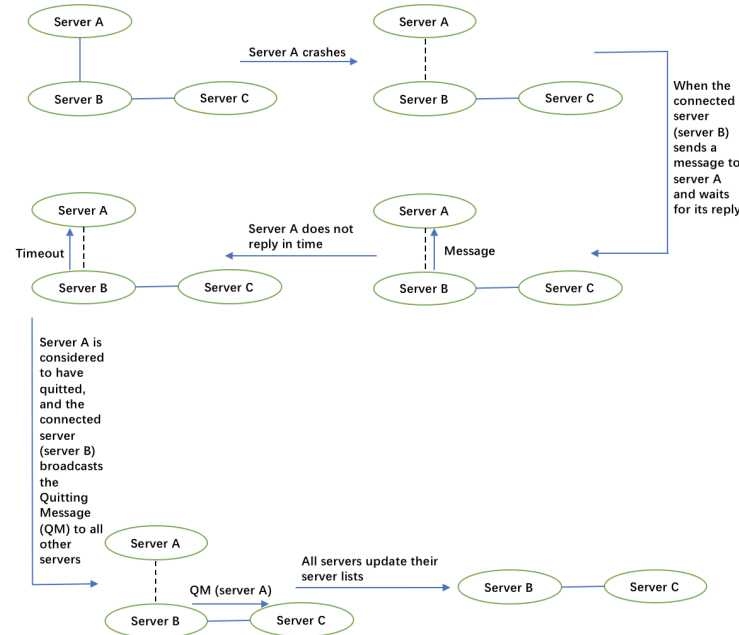 Server A
Server B
Server C
Server A crashes
Server A
Server B
Server C
When the
connected
server
(server B)
sends a
message to
server A
and waits
for its reply
Server A
Message
Server B
Server C
Server A does not
reply in time
Server A
Timeout
Server B
Server C
Server A is
considered
to have
quitted,
and the
connected
server
(server B)
broadcasts
the
Quitting
Message
(QM) to all
other
servers
Server A
QM (server A)
Server B
Server C
All servers update their
server lists
Server B
Server C